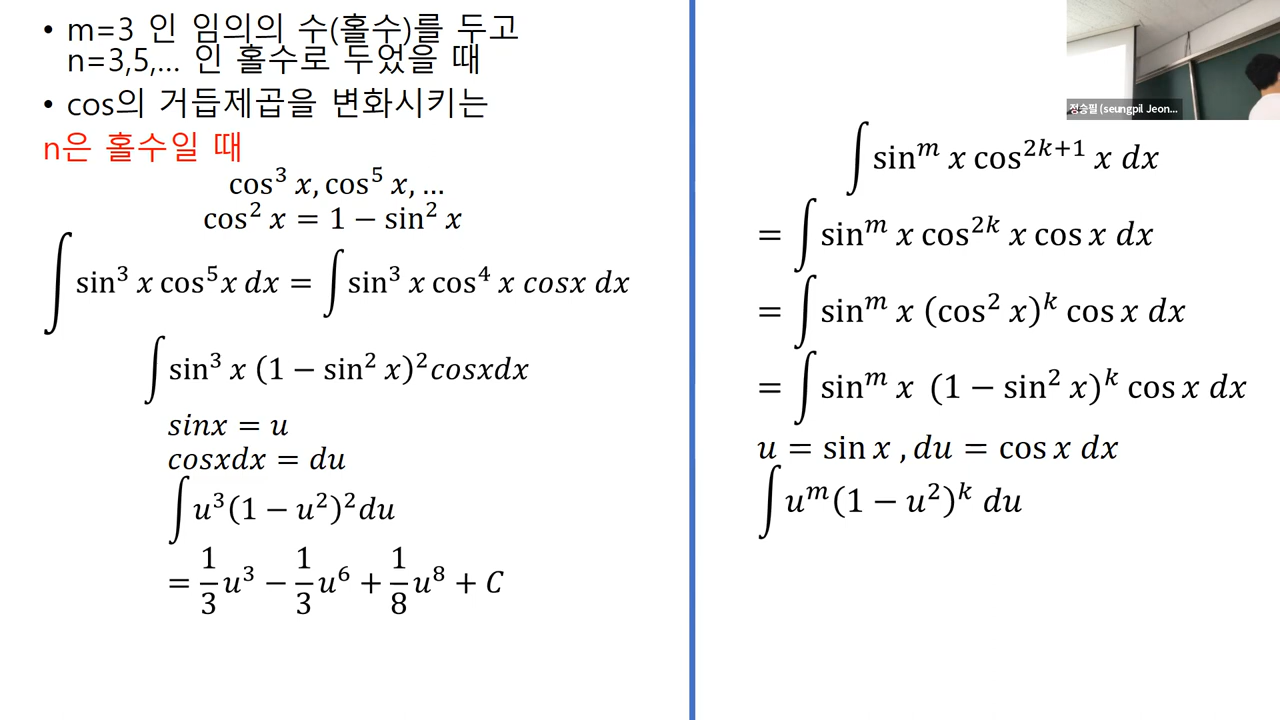 • m=3 인 임의의 수(홀수)를 두고
n=3,5,... 인 홀수로 두었을 때
• cos의 거듭제곱을 변화시키는
n은 홀수일 때
cos³ x, cos⁵ x, ...
cos² x = 1 − sin² x
∫ sin³ x cos⁵x dx = ∫ sin³ x cos⁴ x cosx dx
∫ sin³ x (1 − sin² x)²cosxdx
sinx = u
cosxdx = du
∫ u³(1 − u²)²du
= 1/3 u³ − 1/3 u⁶ + 1/8 u⁸ + C
정승필 (seungpil Jeon...
∫ sinᵐ x cos²ᵏ⁺¹ x dx
= ∫ sinᵐ x cos²ᵏ x cos x dx
= ∫ sinᵐ x (cos² x)ᵏ cos x dx
= ∫ sinᵐ x (1 − sin² x)ᵏ cos x dx
u = sin x , du = cos x dx
∫ uᵐ(1 − u²)ᵏ du